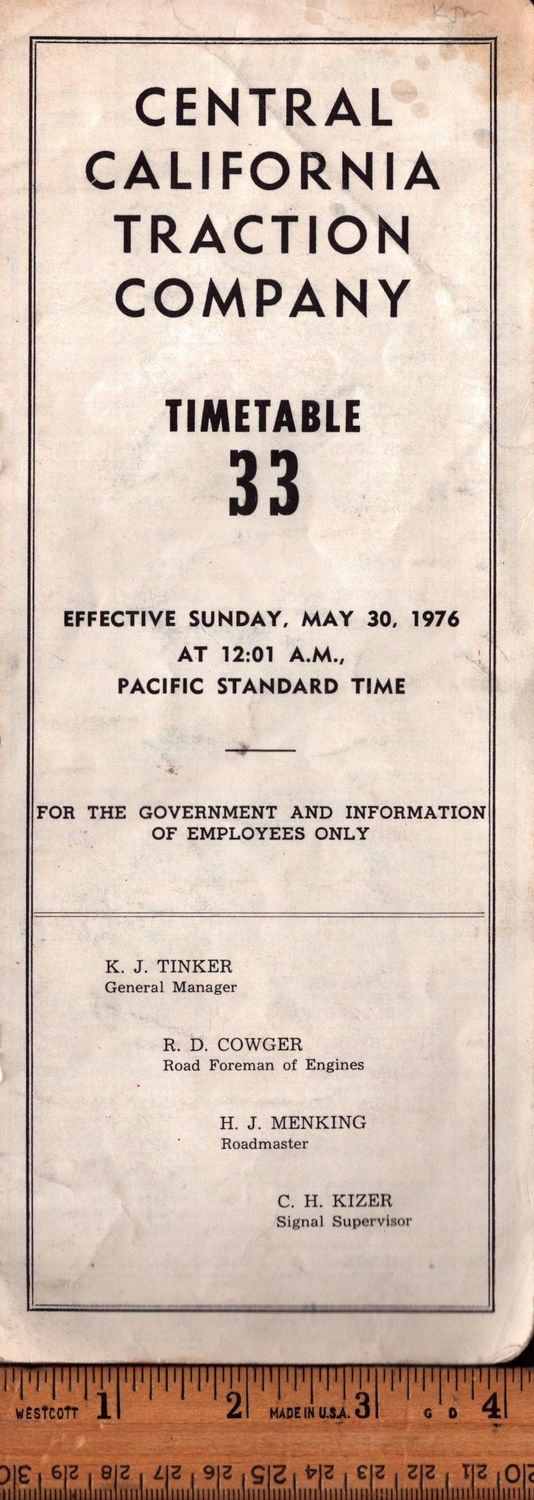 CENTRAL
CALIFORNIA
TRACTION
COMPANY
TIMETABLE
33
EFFECTIVE SUNDAY, MAY 30, 1976
AT 12:01 A.M.,
PACIFIC STANDARD TIME
FOR THE GOVERNMENT AND INFORMATION
OF EMPLOYEES ONLY
K. J. TINKER
General Manager
R. D. COWGER
Road Foreman of Engines
H. J. MENKING
Roadmaster
C. H. KIZER
Signal Supervisor
WESTCOTT 1 2 MADE IN U.S.A. 3 G D 4